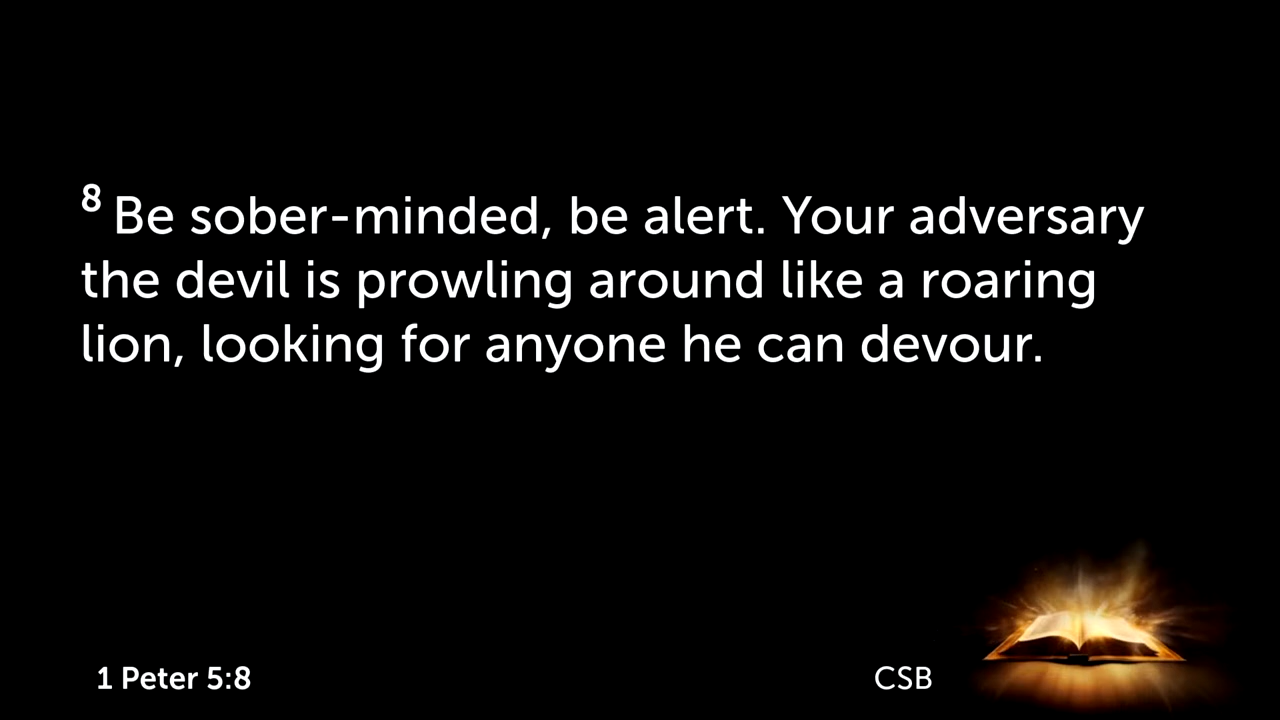 8 Be sober-minded, be alert. Your adversary
the devil is prowling around like a roaring
lion, looking for anyone he can devour.
1 Peter 5:8
CSB